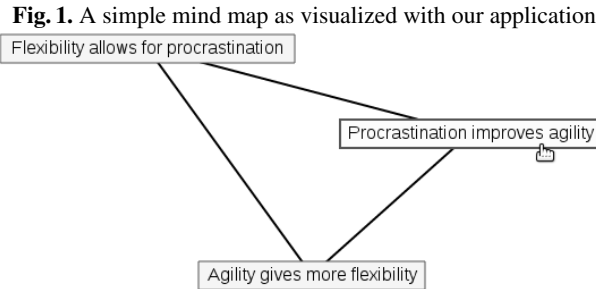 Fig. 1. A simple mind map as visualized with our application
Flexibility allows for procrastination
Procrastination improves agility
Agility gives more flexibility